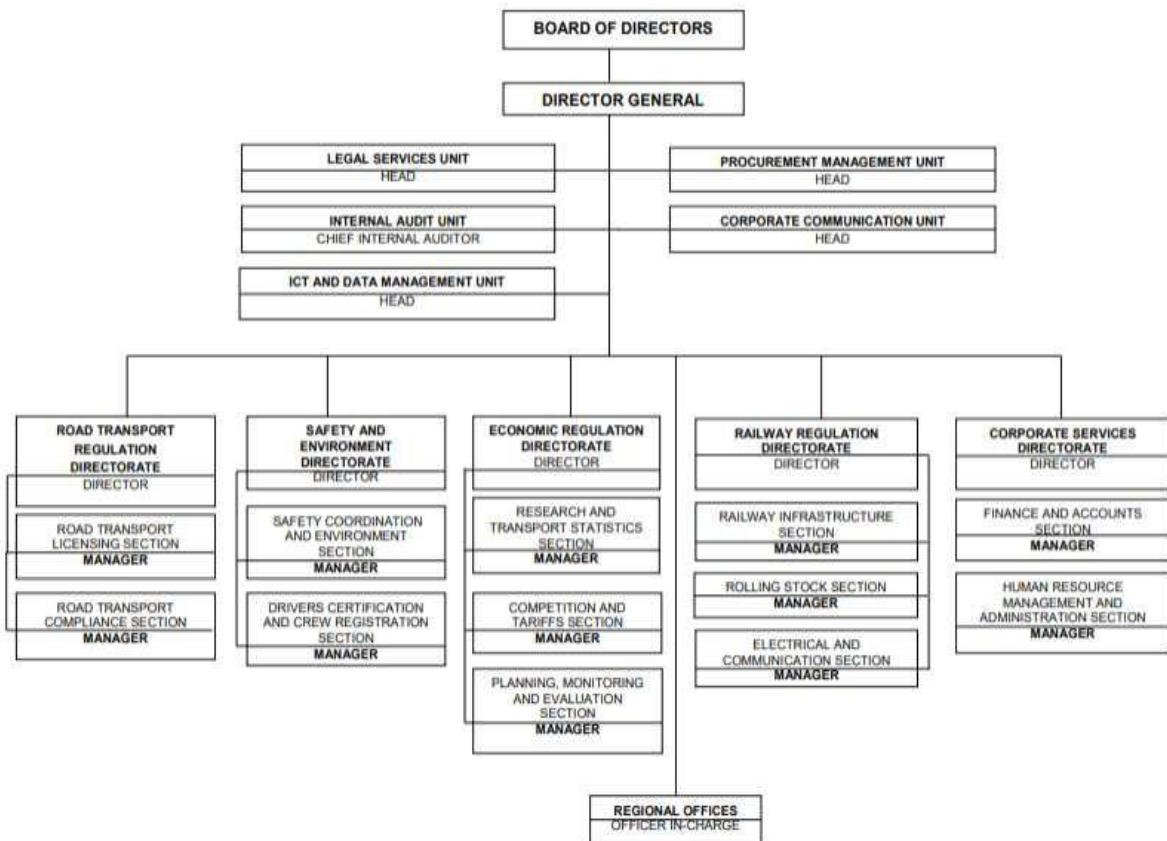 BOARD OF DIRECTORS
DIRECTOR GENERAL
LEGAL SERVICES UNIT
HEAD
PROCUREMENT MANAGEMENT UNIT
HEAD
INTERNAL AUDIT UNIT
CHIEF INTERNAL AUDITOR
CORPORATE COMMUNICATION UNIT
HEAD
ICT AND DATA MANAGEMENT UNIT
HEAD
ROAD TRANSPORT
REGULATION
DIRECTORATE
DIRECTOR
ROAD TRANSPORT
LICENSING SECTION
MANAGER
ROAD TRANSPORT
COMPLIANCE SECTION
MANAGER
SAFETY AND
ENVIRONMENT
DIRECTORATE
DIRECTOR
SAFETY COORDINATION
AND ENVIRONMENT
SECTION
MANAGER
DRIVERS CERTIFICATION
AND CREW REGISTRATION
SECTION
MANAGER
ECONOMIC REGULATION
DIRECTORATE
DIRECTOR
RESEARCH AND
TRANSPORT STATISTICS
SECTION
MANAGER
COMPETITION AND
TARIFFS SECTION
MANAGER
PLANNING, MONITORING
AND EVALUATION
SECTION
MANAGER
RAILWAY REGULATION
DIRECTORATE
DIRECTOR
RAILWAY INFRASTRUCTURE
SECTION
MANAGER
ROLLING STOCK SECTION
MANAGER
ELECTRICAL AND
COMMUNICATION SECTION
MANAGER
CORPORATE SERVICES
DIRECTORATE
DIRECTOR
FINANCE AND ACCOUNTS
SECTION
MANAGER
HUMAN RESOURCE
MANAGEMENT AND
ADMINISTRATION SECTION
MANAGER
REGIONAL OFFICES
OFFICER IN-CHARGE